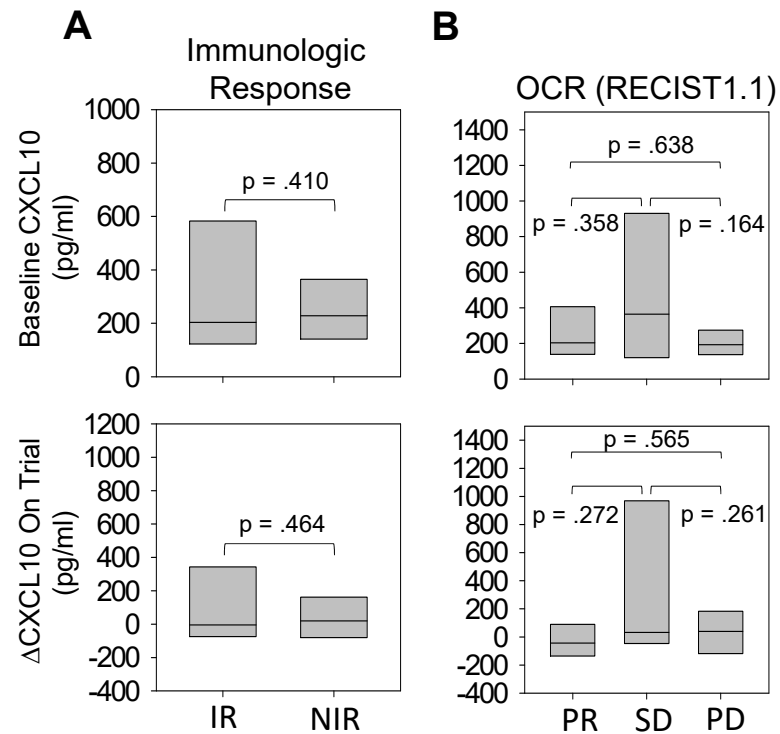 A
Immunologic
Response
Baseline CXCL10
(pg/ml)
1000
800
600
400
200
0
p = .410
ΔCXCL10 On Trial
(pg/ml)
1200
1000
800
600
400
200
0
-200
-400
p = .464
IR NIR
B
OCR (RECIST1.1)
1400
1200
1000
800
600
400
200
0
p = .638
p = .358 p = .164
1400
1200
1000
800
600
400
200
0
-200
-400
p = .565
p = .272 p = .261
PR SD PD